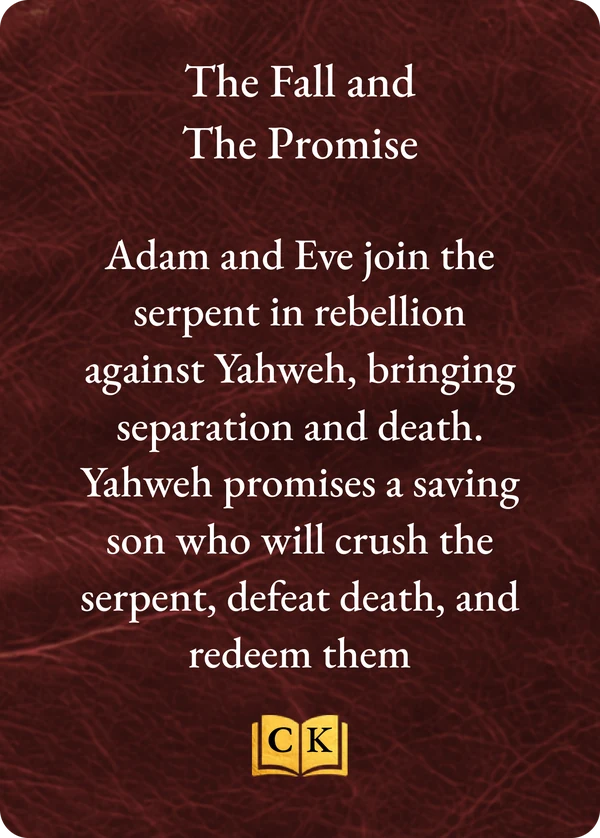 The Fall and
The Promise
Adam and Eve join the
serpent in rebellion
against Yahweh, bringing
separation and death.
Yahweh promises a saving
son who will crush the
serpent, defeat death, and
redeem them
C K